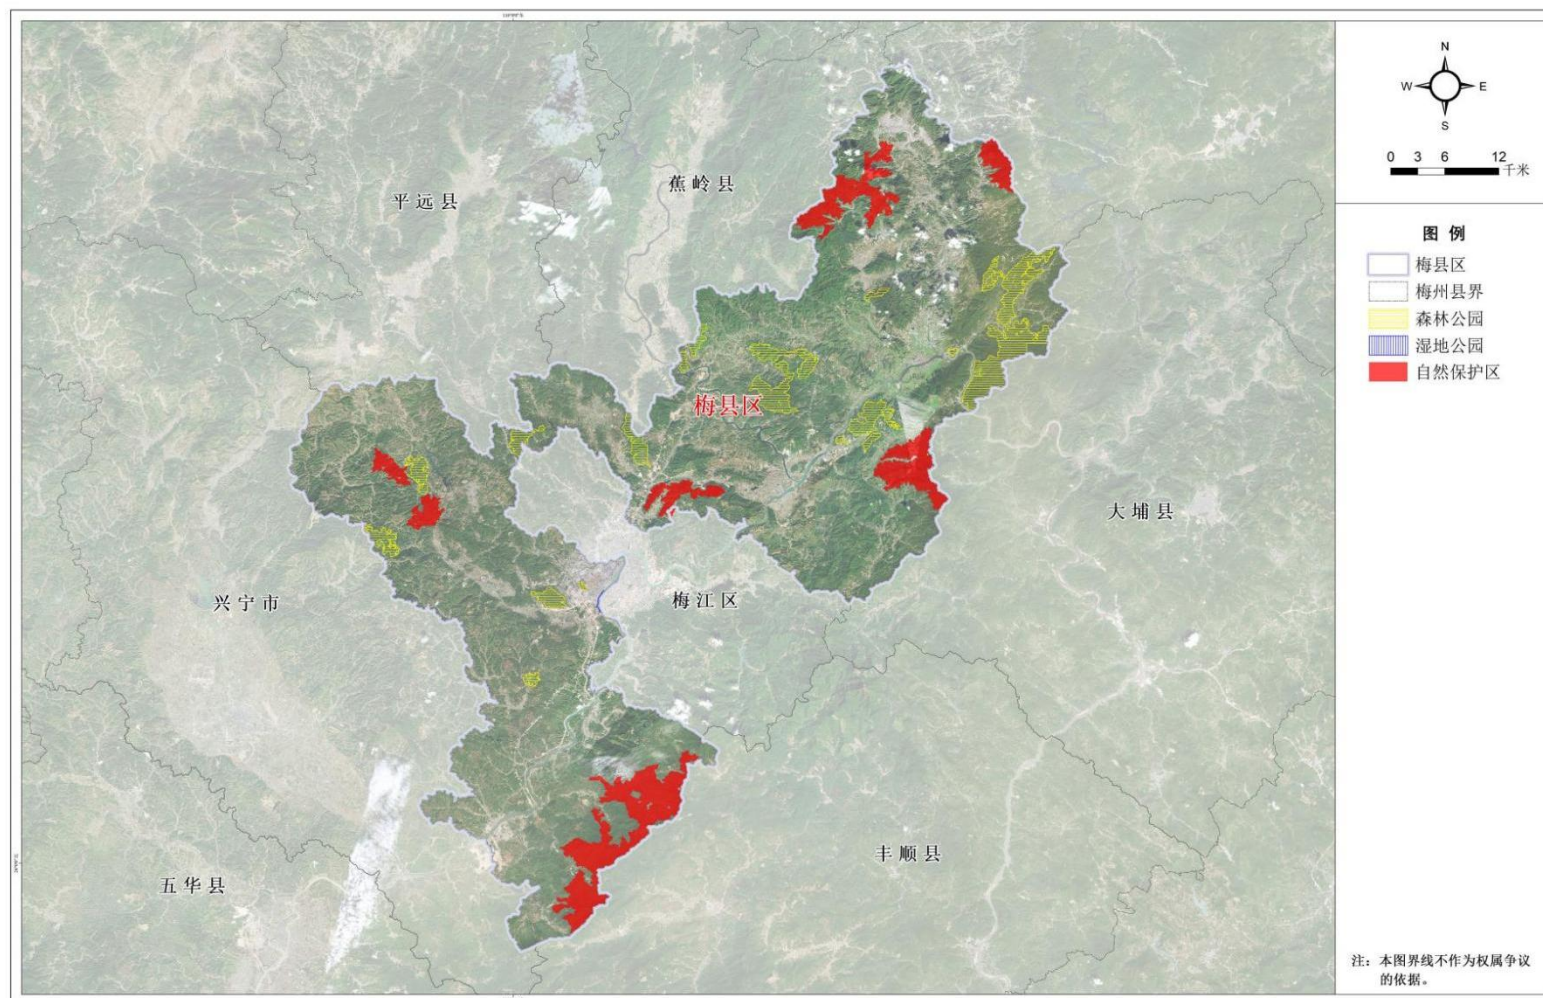 N
W
E
S
0 3 6 12
千米
图 例
梅县区
梅州县界
森林公园
湿地公园
自然保护区
平远县
蕉岭县
梅县区
大埔县
兴宁市
梅江区
丰顺县
五华县
注：本图界线不作为权属争议
的依据。